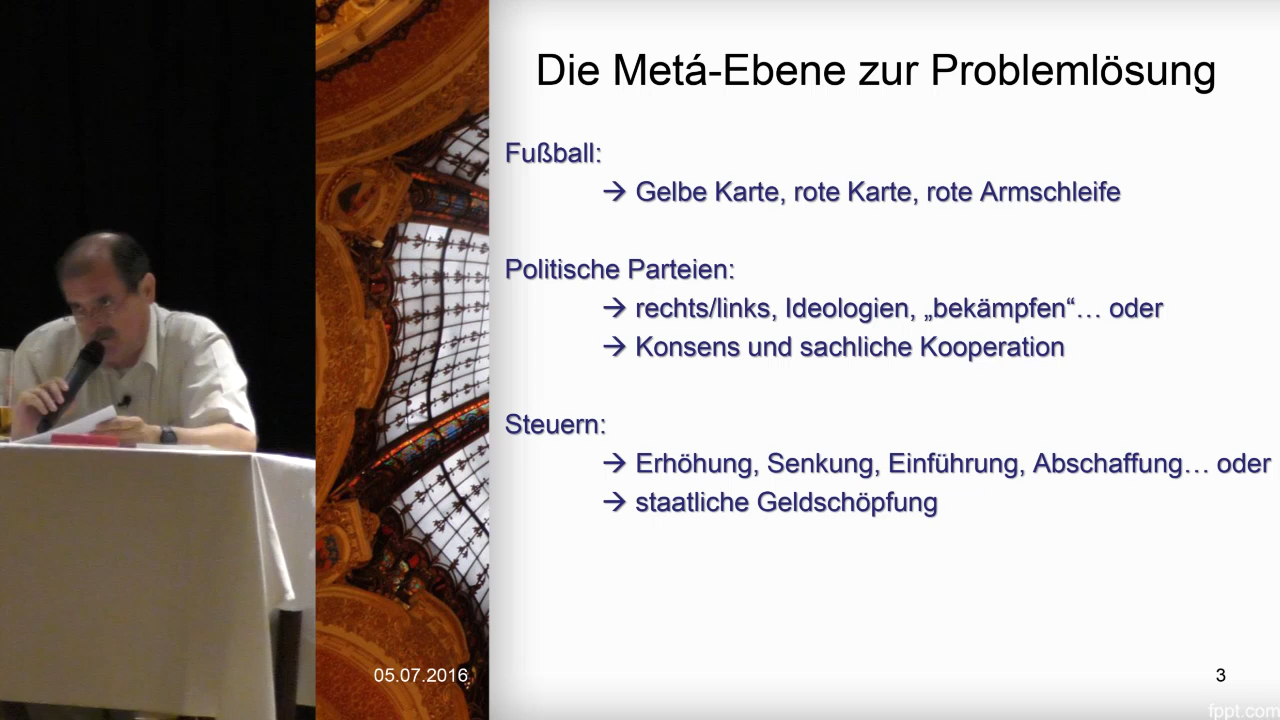 Die Metá-Ebene zur Problemlösung
Fußball:
→ Gelbe Karte, rote Karte, rote Armschleife
Politische Parteien:
→ rechts/links, Ideologien, „bekämpfen“… oder
→ Konsens und sachliche Kooperation
Steuern:
→ Erhöhung, Senkung, Einführung, Abschaffung… oder
→ staatliche Geldschöpfung
05.07.2016
3
fppt.com